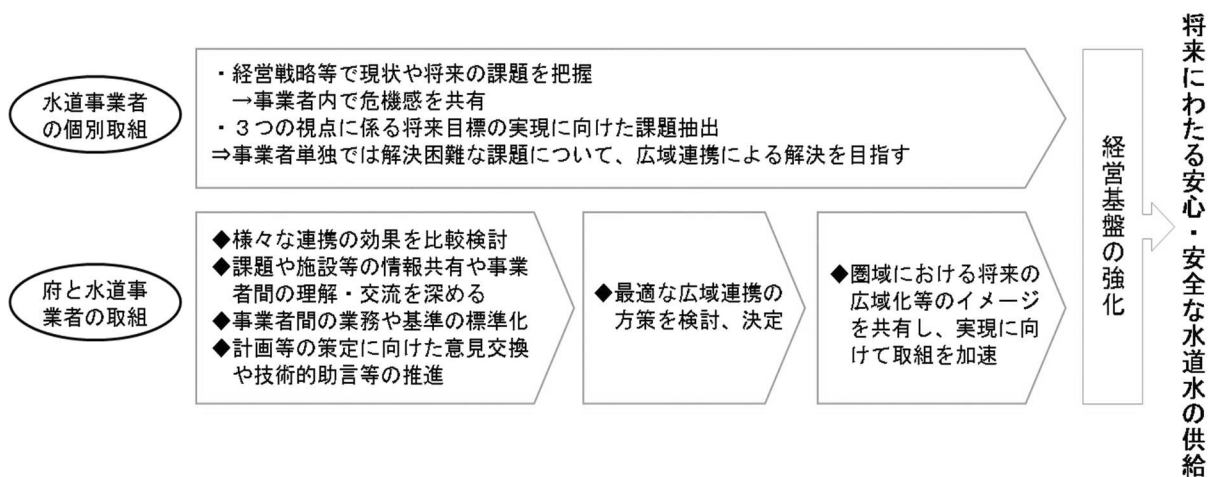 水道事業者
の個別取組
・経営戦略等で現状や将来の課題を把握
→事業者内で危機感を共有
・３つの視点に係る将来目標の実現に向けた課題抽出
⇒事業者単独では解決困難な課題について、広域連携による解決を目指す
府と水道事
業者の取組
◆様々な連携の効果を比較検討
◆課題や施設等の情報共有や事業
者間の理解・交流を深める
◆事業者間の業務や基準の標準化
◆計画等の策定に向けた意見交換
や技術的助言等の推進
◆最適な広域連携の
方策を検討、決定
◆圏域における将来の
広域化等のイメージ
を共有し、実現に向
けて取組を加速
経営基盤の強化
将来にわたる安心・安全な水道水の供給